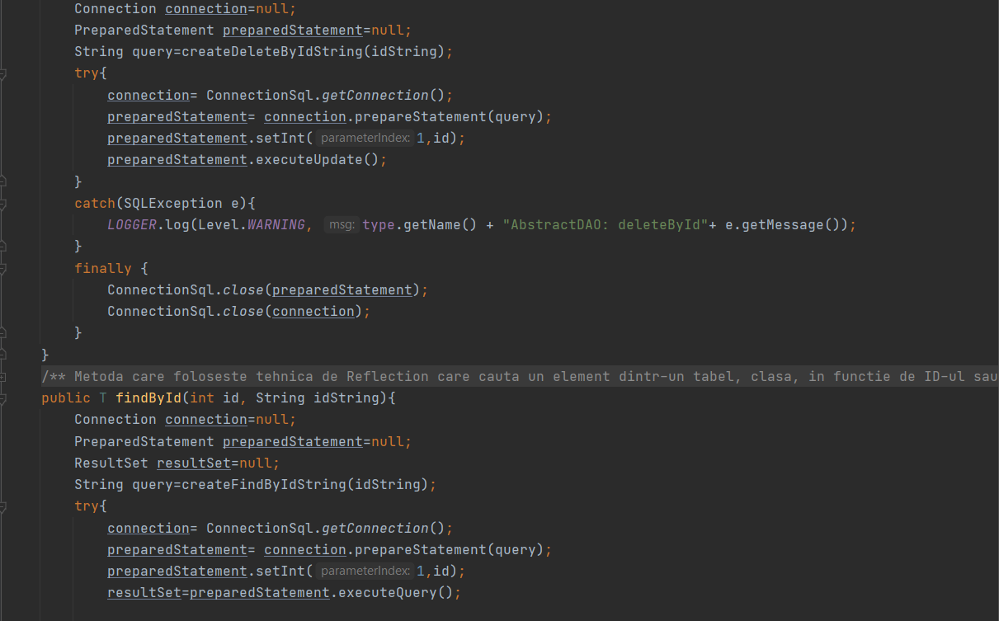 Connection connection=null;
PreparedStatement preparedStatement=null;
String query=createDeleteByIdString(idString);
try{
connection= ConnectionSql.getConnection();
preparedStatement= connection.prepareStatement(query);
preparedStatement.setInt( parameterIndex: 1,id);
preparedStatement.executeUpdate();
}
catch(SQLException e){
LOGGER.log(Level.WARNING, msg: type.getName() + "AbstractDAO: deleteById"+ e.getMessage());
}
finally {
ConnectionSql.close(preparedStatement);
ConnectionSql.close(connection);
}
}
/** Metoda care foloseste tehnica de Reflection care cauta un element dintr-un tabel, clasa, in functie de ID-ul sau
public T findById(int id, String idString){
Connection connection=null;
PreparedStatement preparedStatement=null;
ResultSet resultSet=null;
String query=createFindByIdString(idString);
try{
connection= ConnectionSql.getConnection();
preparedStatement= connection.prepareStatement(query);
preparedStatement.setInt( parameterIndex: 1,id);
resultSet=preparedStatement.executeQuery();